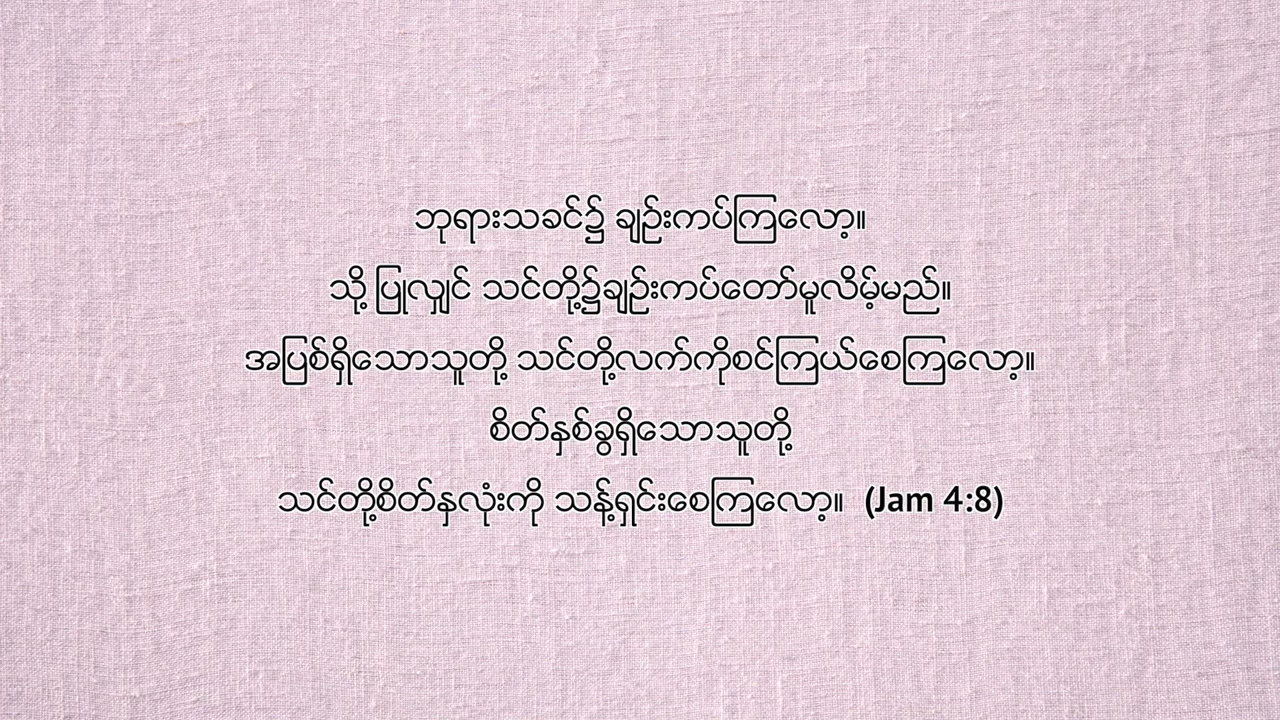 ဘုရားသခင်၌ ချဉ်းကပ်ကြလော့။
သို့ ပြုလျှင် သင်တို့၌ချဉ်းကပ်တော်မူလိမ့်မည်။
အပြစ်ရှိသောသူတို့ သင်တို့လက်ကိုစင်ကြယ်စေကြလော့။
စိတ်နှစ်ခွရှိသောသူတို့
သင်တို့စိတ်နှလုံးကို သန့်ရှင်းစေကြလော့။ (Jam 4:8)